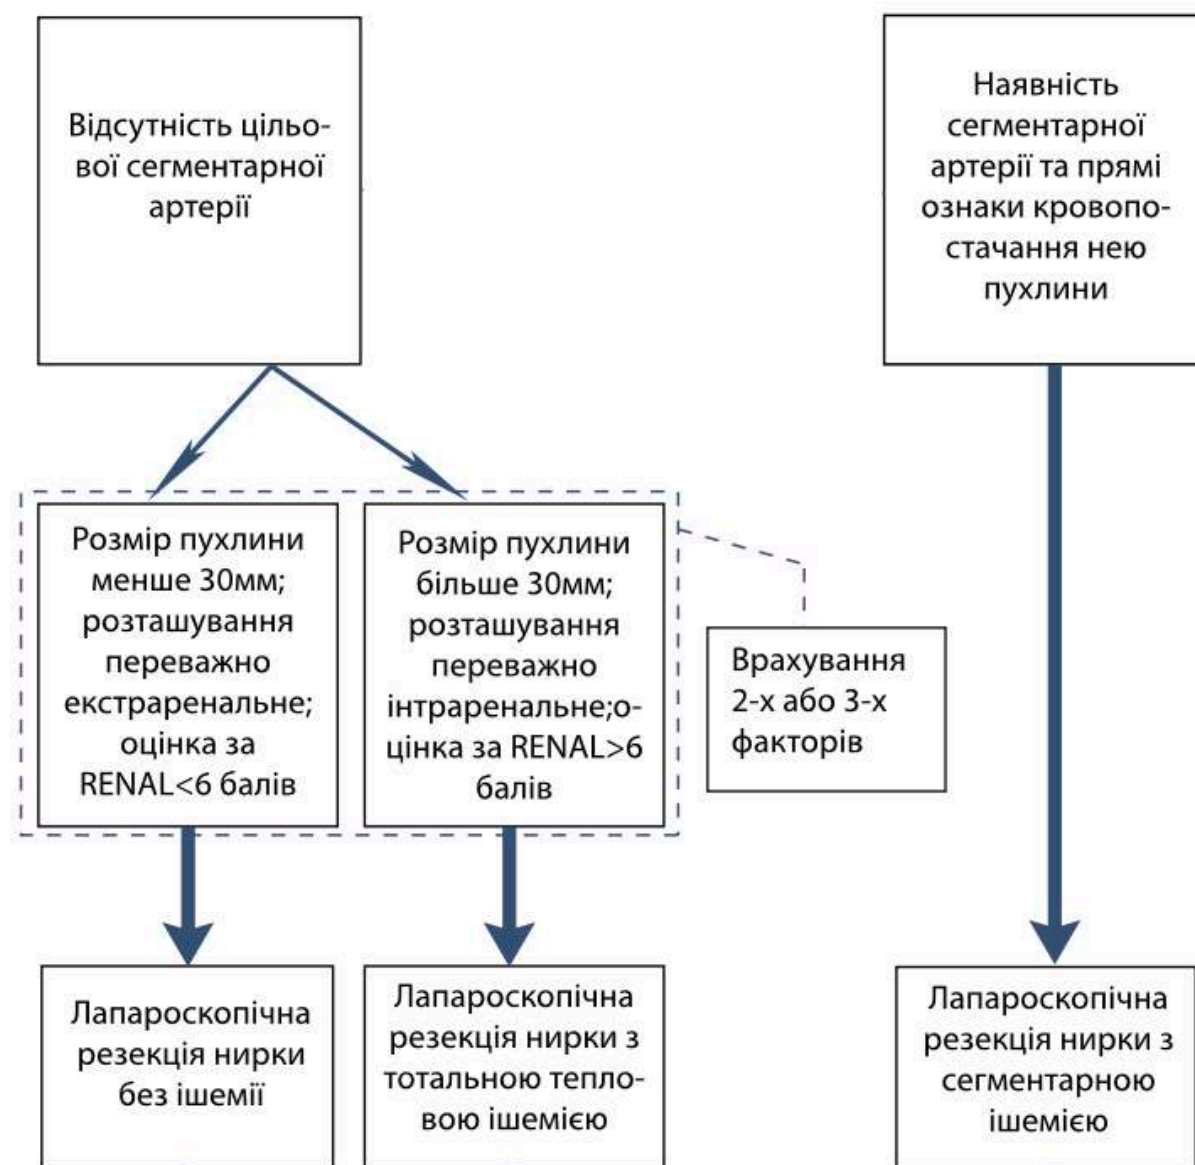 Відсутність цільо-
вої сегментарної
артерії
Наявність
сегментарної
артерії та прямі
ознаки кровопо-
стачання нею
пухлини
Розмір пухлини
менше 30мм;
розташування
переважно
екстраренальне;
оцінка за
RENAL<6 балів
Розмір пухлини
більше 30мм;
розташування
переважно
інтраренальне;о-
цінка за RENAL>6
балів
Врахування
2-х або 3-х
факторів
Лапароскопічна
резекція нирки
без ішемії
Лапароскопічна
резекція нирки з
тотальною тепло-
вою ішемією
Лапароскопічна
резекція нирки з
сегментарною
ішемією